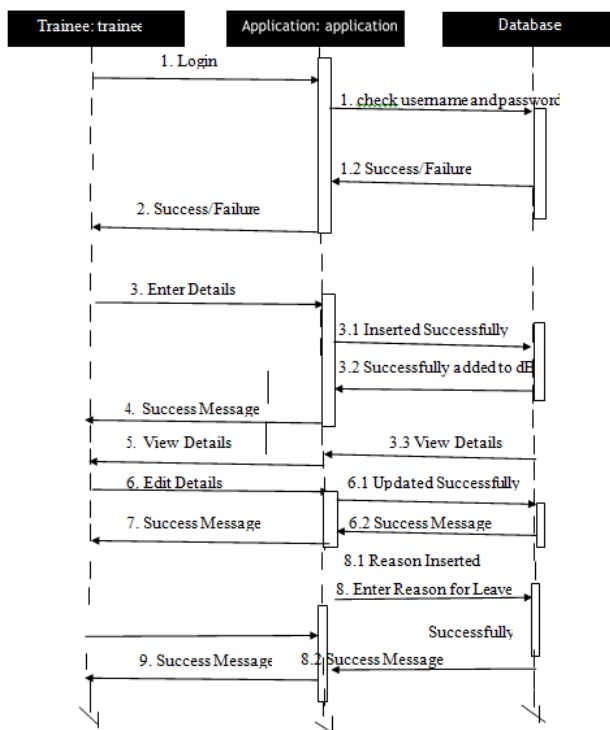 Trainee: trainee
Application: application
Database
1. Login
1. check username and password
1.2 Success/Failure
2. Success/Failure
3. Enter Details
3.1 Inserted Successfully
3.2 Successfully added to dB
4. Success Message
5. View Details
3.3 View Details
6. Edit Details
6.1 Updated Successfully
7. Success Message
6.2 Success Message
8.1 Reason Inserted
8. Enter Reason for Leave
Successfully
9. Success Message
8.2 Success Message